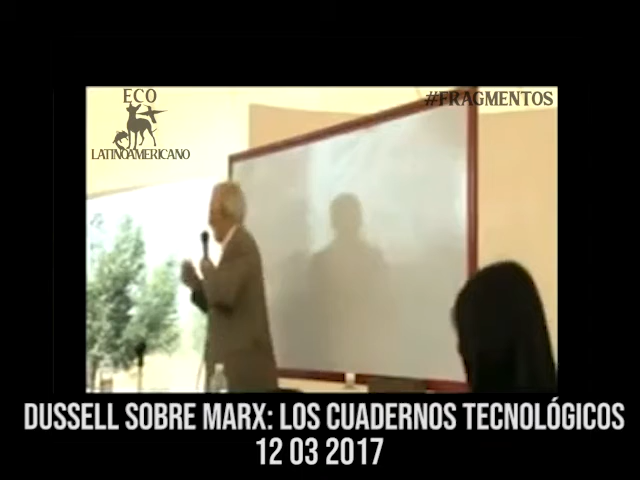 ECO
LATINOAMERICANO
#FRAGMENTOS
DUSSELL SOBRE MARX: LOS CUADERNOS TECNOLÓGICOS
12 03 2017